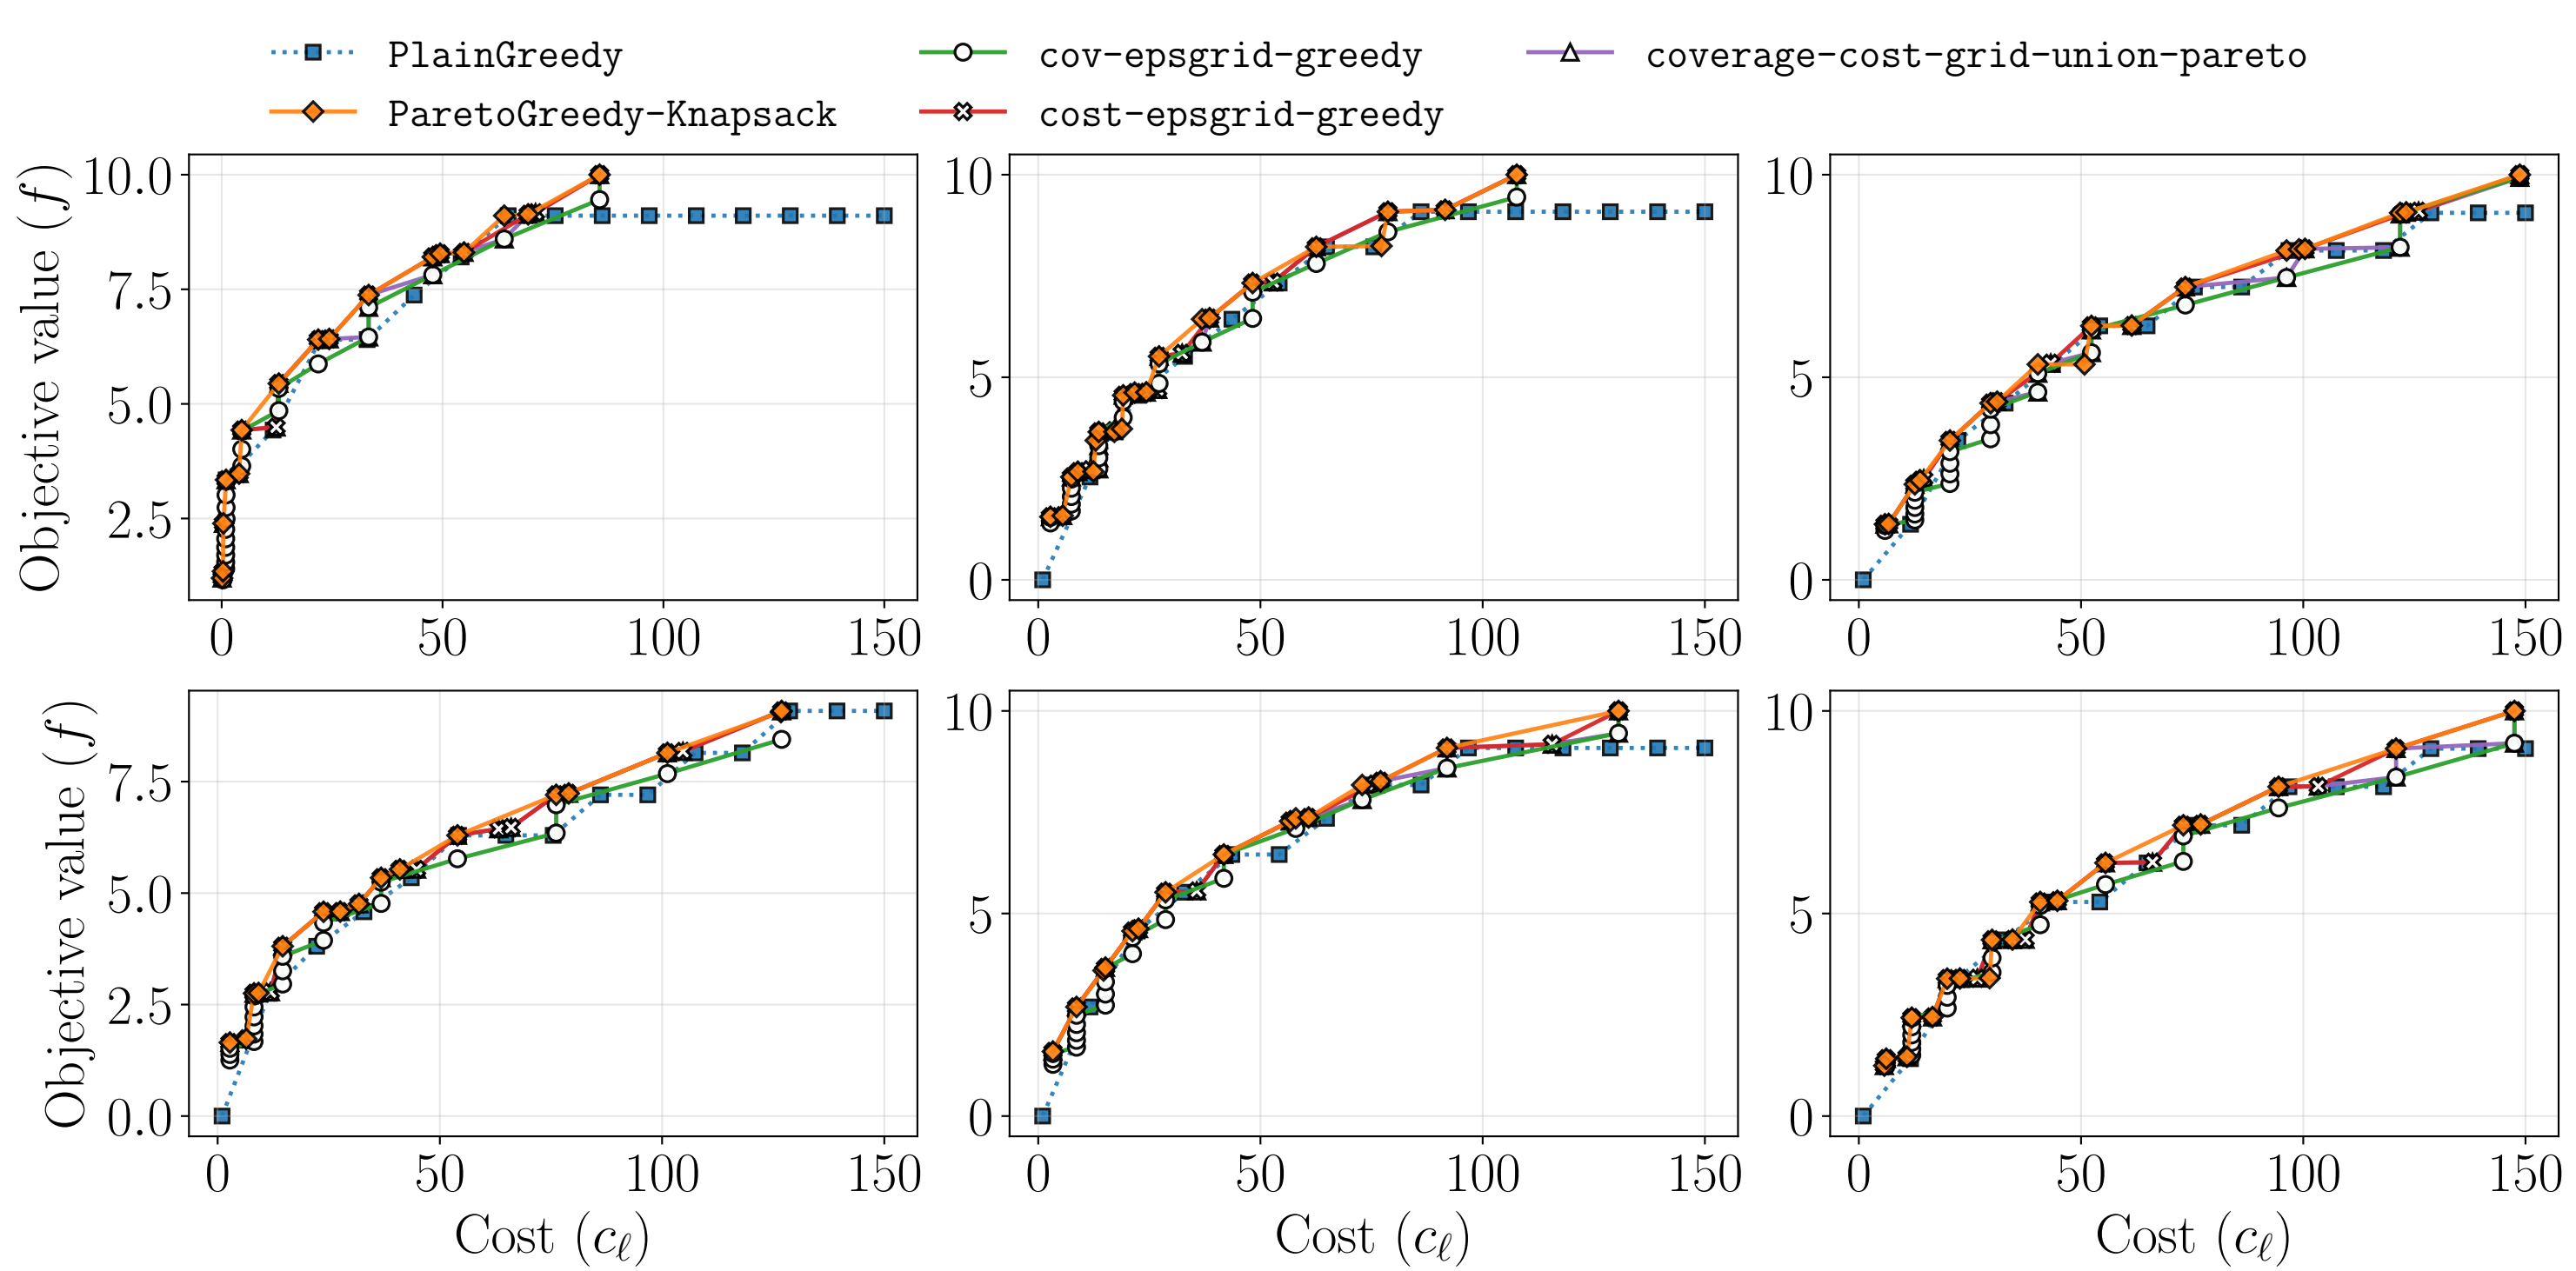 PlainGreedy
cov-epsgrid-greedy
coverage-cost-grid-union-pareto
ParetoGreedy-Knapsack
cost-epsgrid-greedy
Objective value (f)
10.0
7.5
5.0
2.5
0 50 100 150
10
5
0
0 50 100 150
10
5
0
0 50 100 150
Objective value (f)
7.5
5.0
2.5
0.0
0 50 100 150
Cost (cℓ)
10
5
0
0 50 100 150
Cost (cℓ)
10
5
0
0 50 100 150
Cost (cℓ)